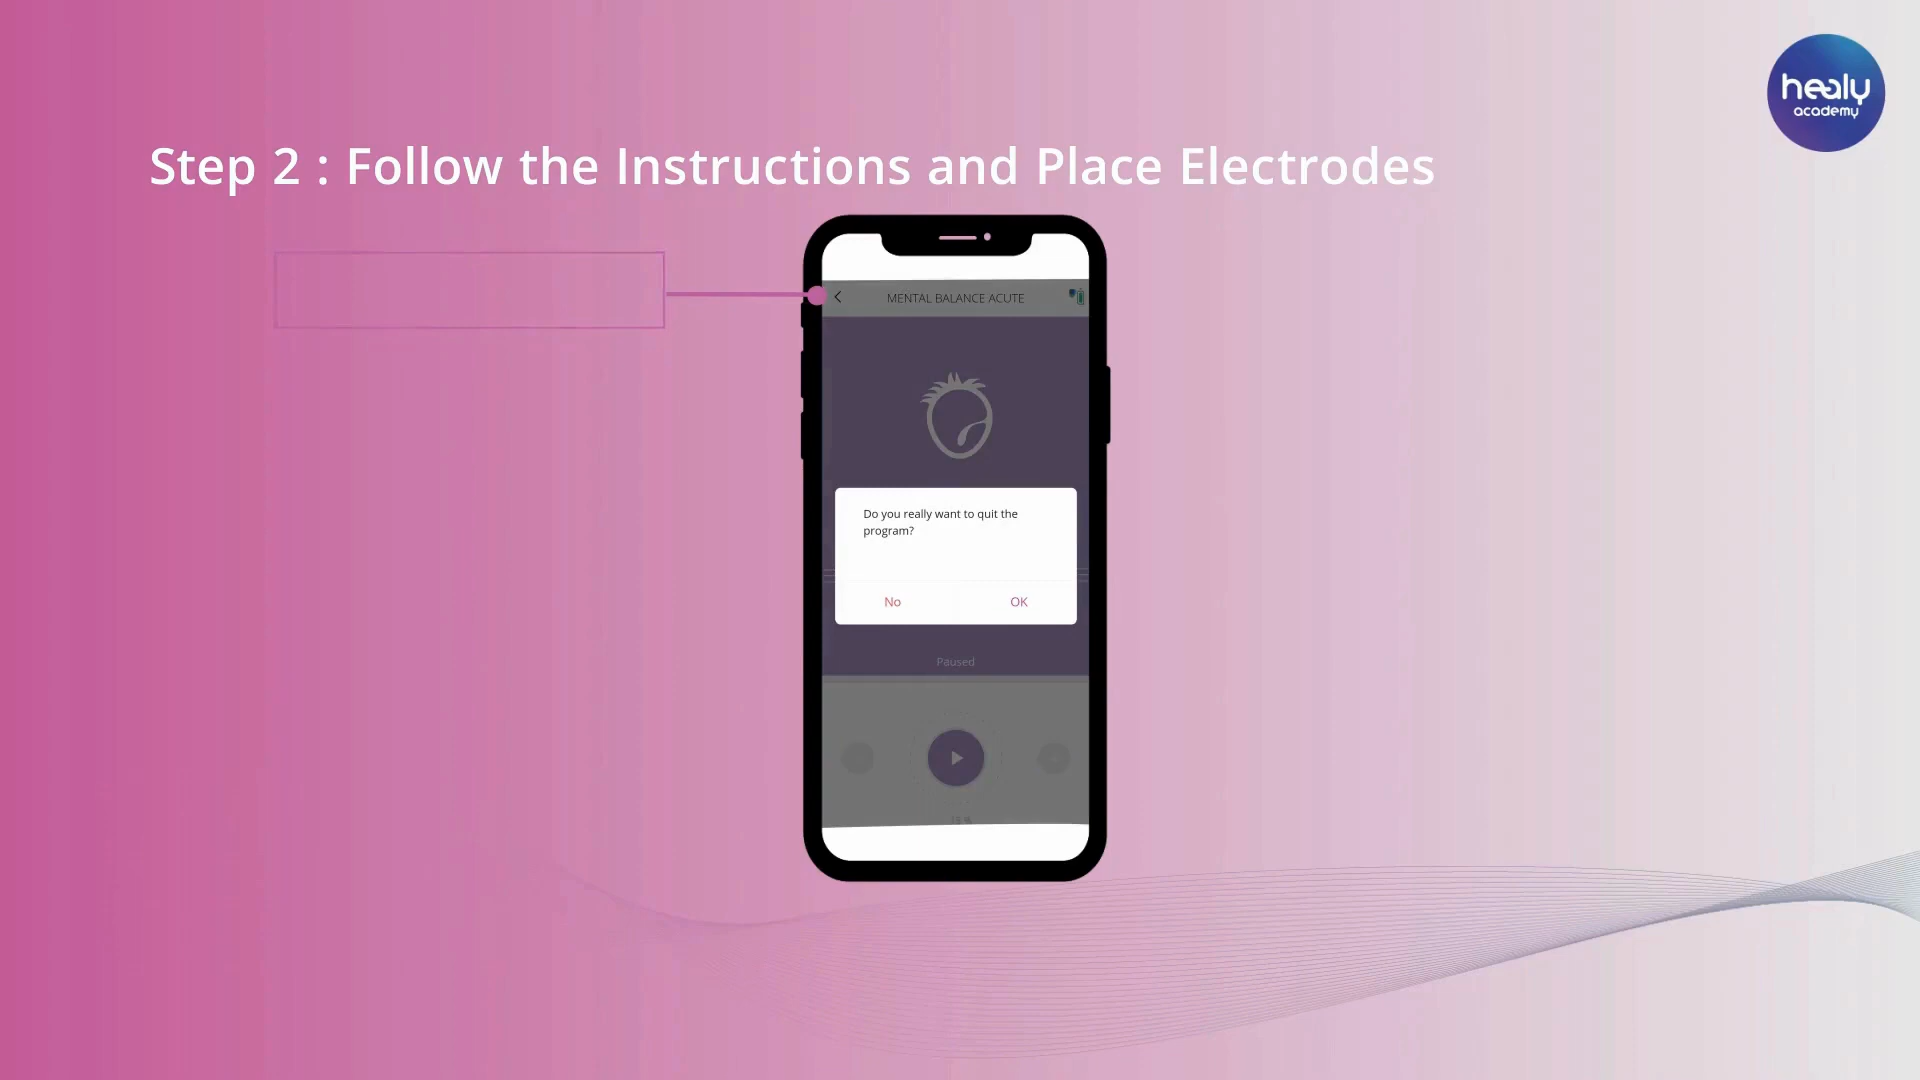 healy
academy
Step 2 : Follow the Instructions and Place Electrodes
MENTAL BALANCE ACUTE
Do you really want to quit the
program?
No
OK
Paused